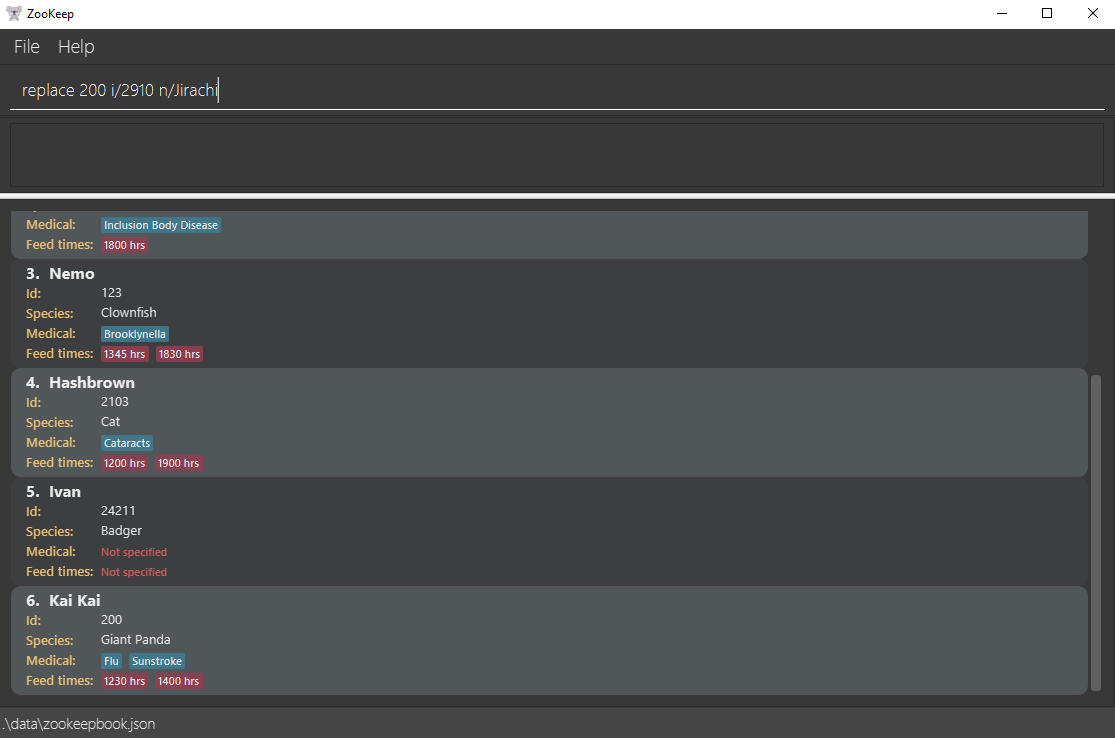 ZooKeep
File Help
replace 200 i/2910 n/Jirachi
Medical: Inclusion Body Disease
Feed times: 1800 hrs
3. Nemo
Id: 123
Species: Clownfish
Medical: Brooklynella
Feed times: 1345 hrs 1830 hrs
4. Hashbrown
Id: 2103
Species: Cat
Medical: Cataracts
Feed times: 1200 hrs 1900 hrs
5. Ivan
Id: 24211
Species: Badger
Medical: Not specified
Feed times: Not specified
6. Kai Kai
Id: 200
Species: Giant Panda
Medical: Flu Sunstroke
Feed times: 1230 hrs 1400 hrs
.\data\zookeepbook.json